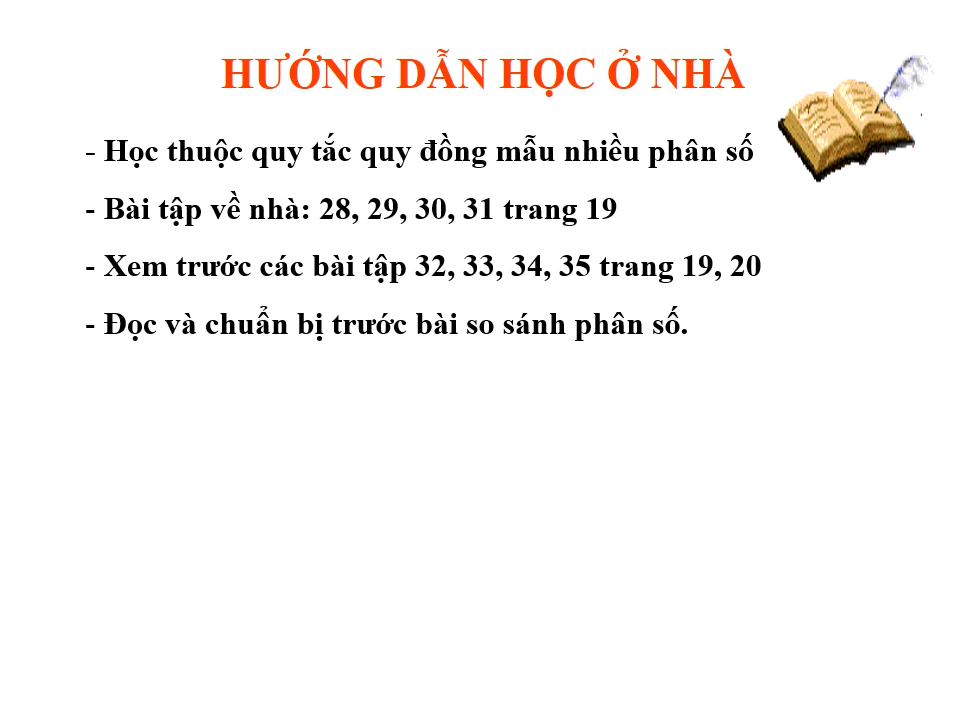 HƯỚNG DẪN HỌC Ở NHÀ
- Học thuộc quy tắc quy đồng mẫu nhiều phân số
- Bài tập về nhà: 28, 29, 30, 31 trang 19
- Xem trước các bài tập 32, 33, 34, 35 trang 19, 20
- Đọc và chuẩn bị trước bài so sánh phân số.